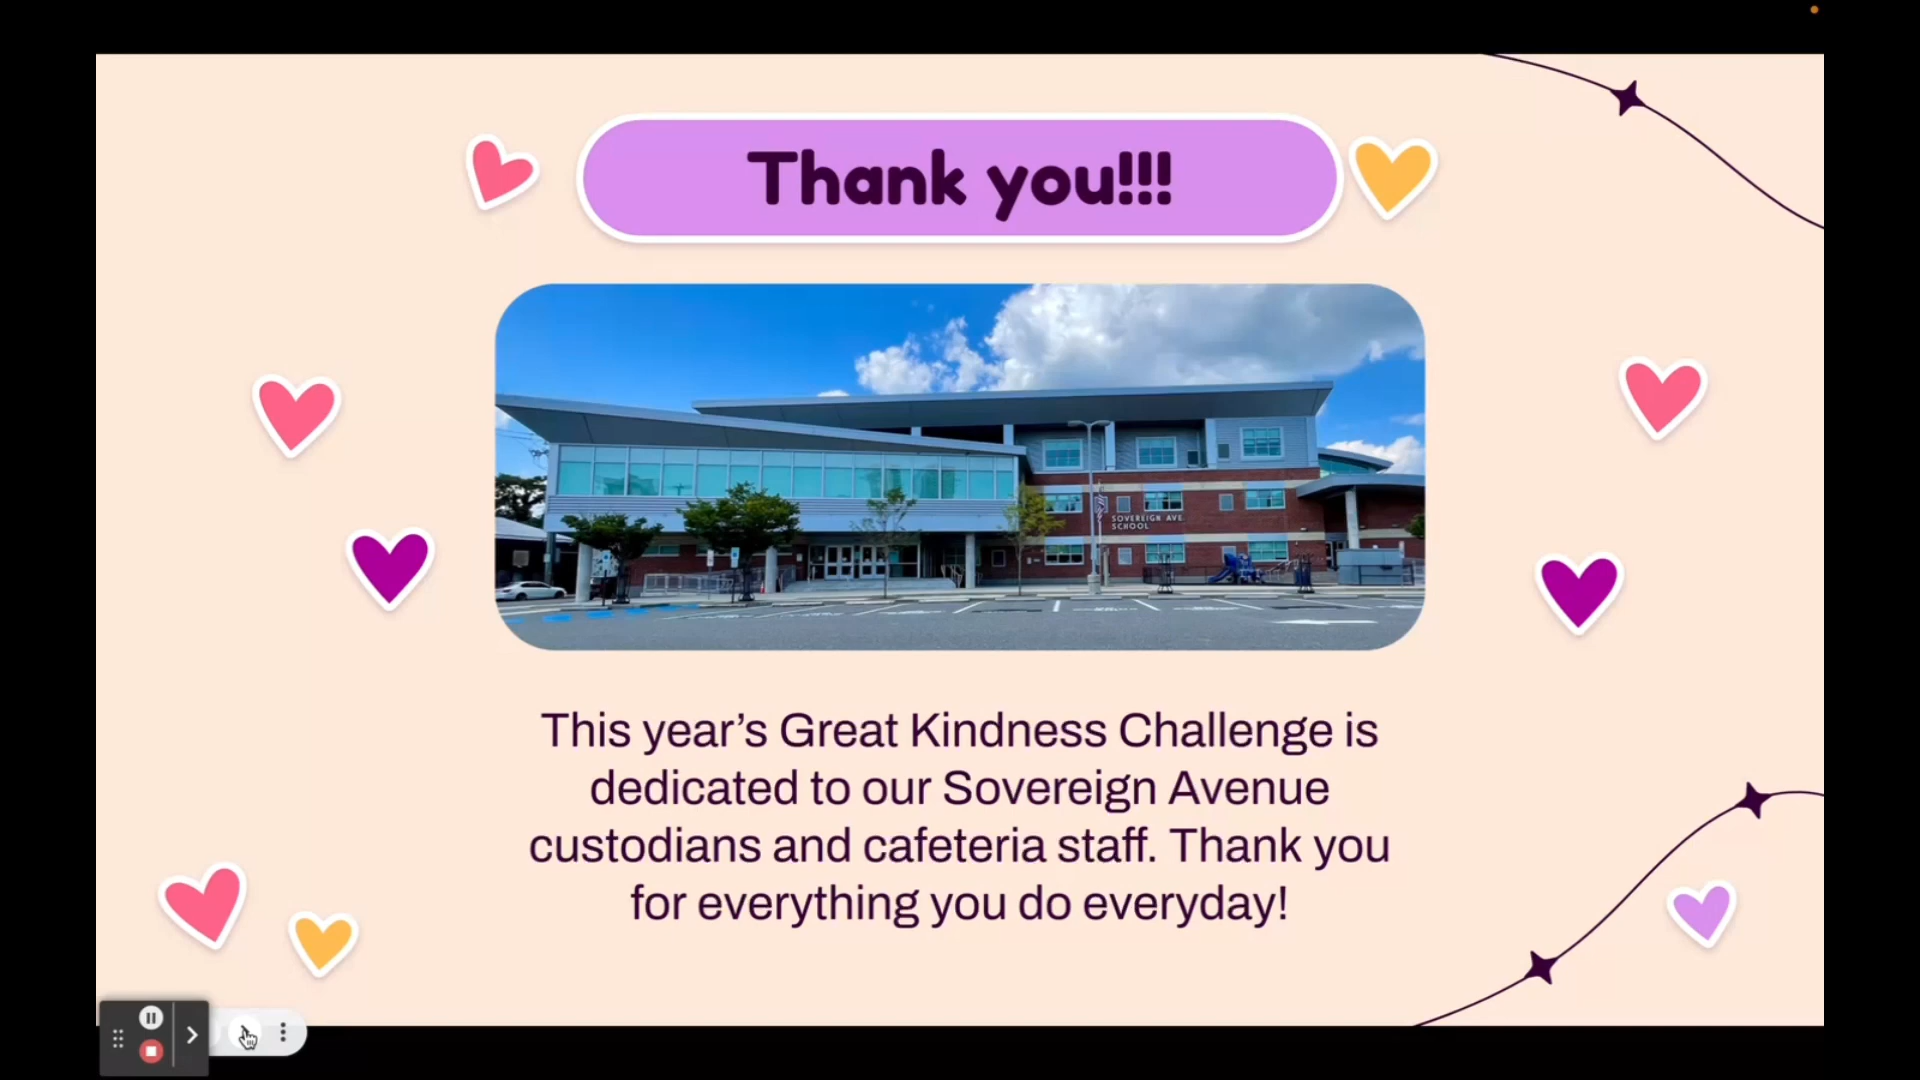 Thank you!!!
SOVEREIGN AVE
SCHOOL
This year’s Great Kindness Challenge is
dedicated to our Sovereign Avenue
custodians and cafeteria staff. Thank you
for everything you do everyday!